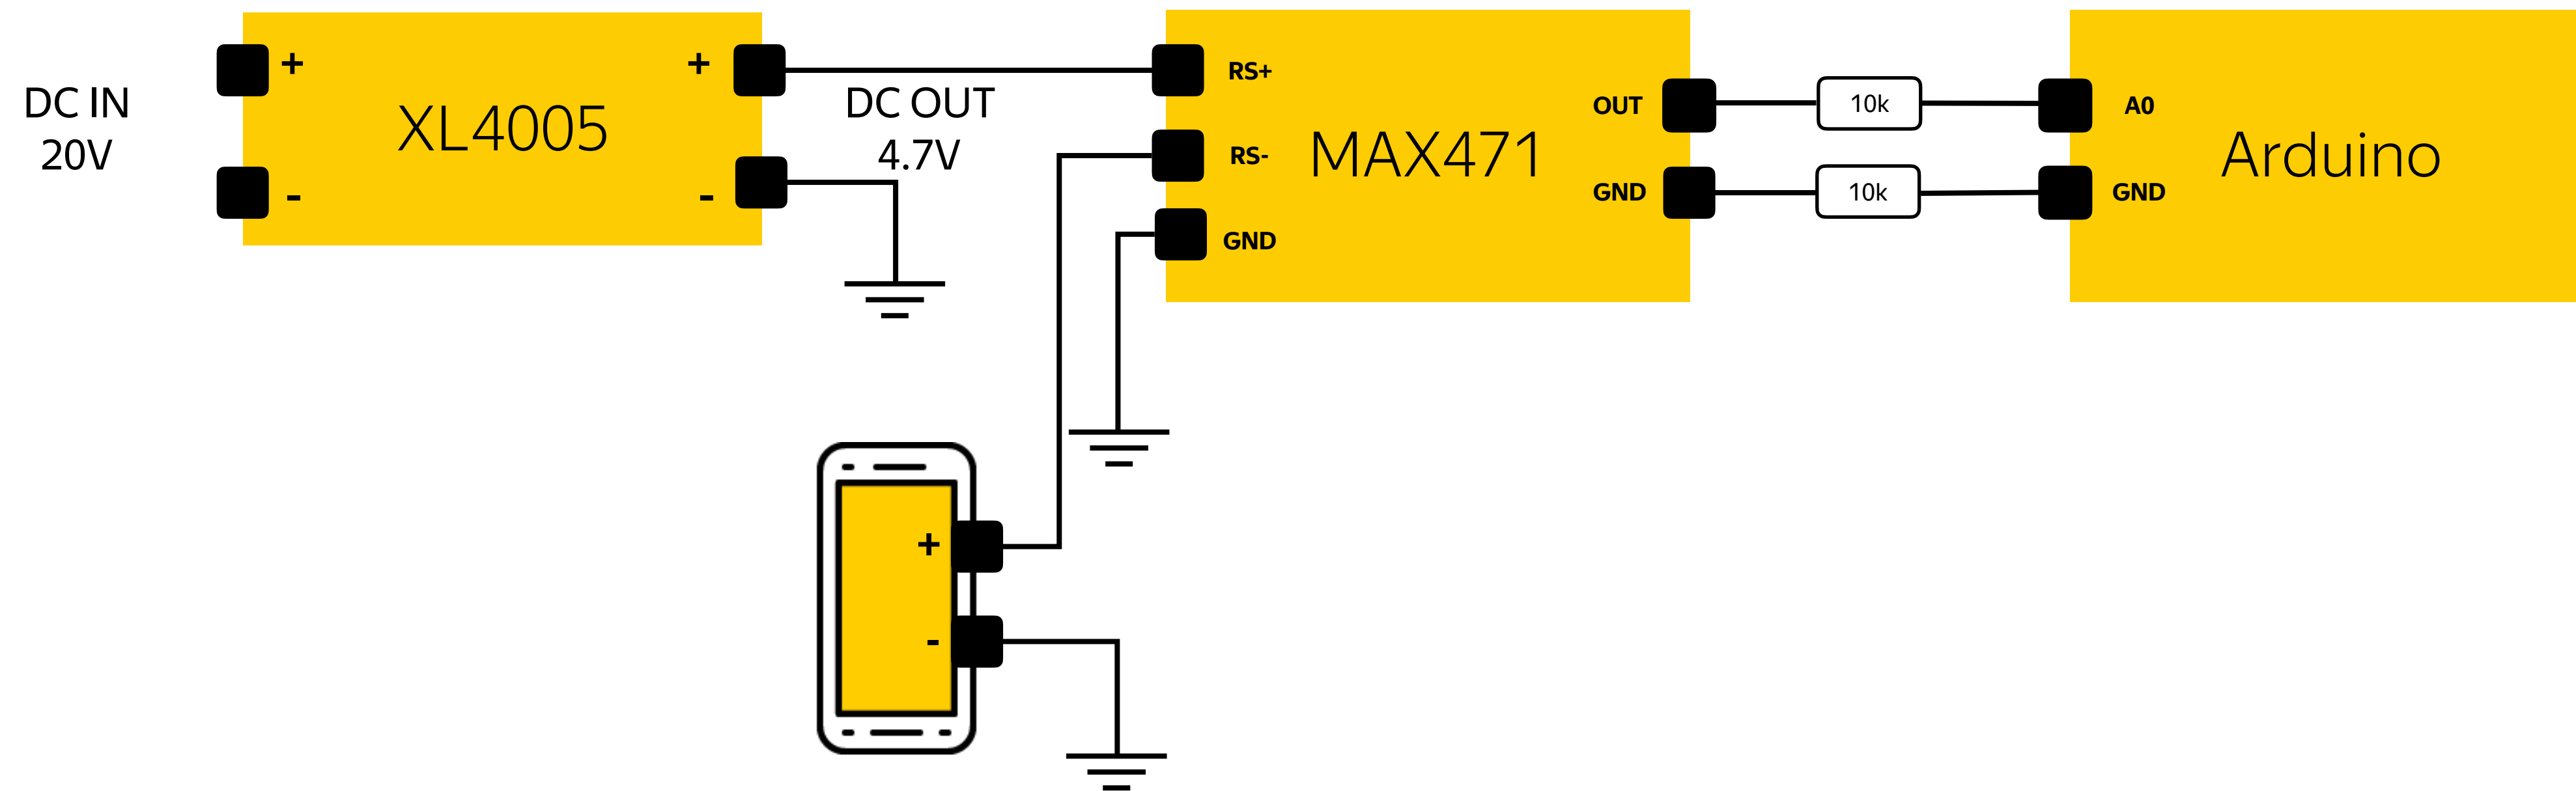 DC IN
20V
+
-
XL4005
+
-
DC OUT
4.7V
RS+
RS-
GND
MAX471
OUT
GND
10k
10k
A0
GND
Arduino
+
-